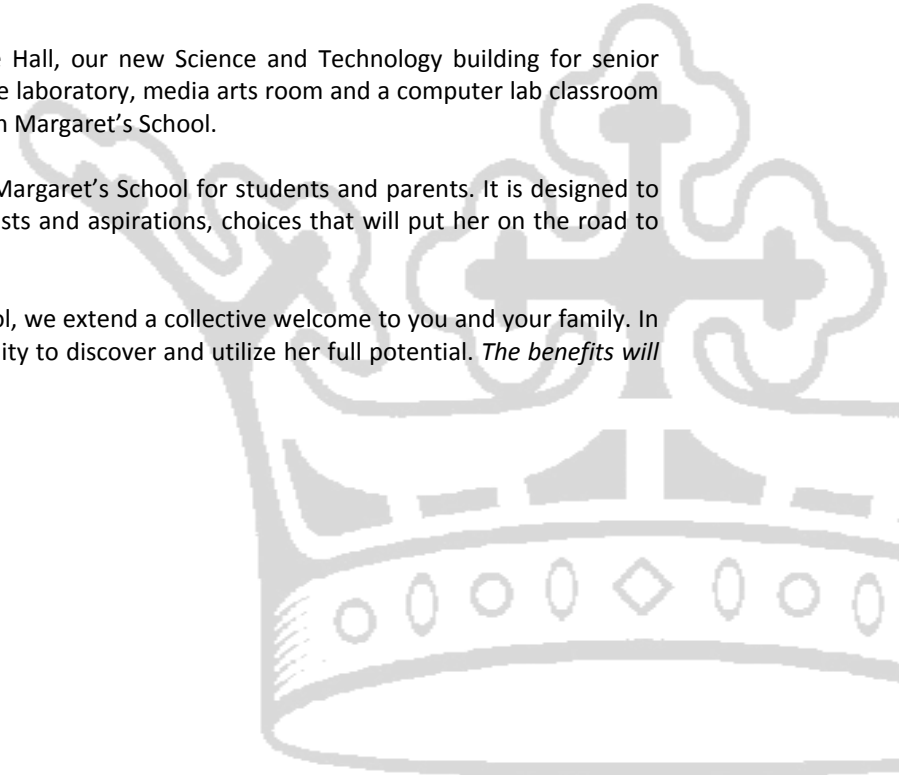 Hall, our new Science and Technology building for senior
laboratory, media arts room and a computer lab classroom
Margaret’s School.
Margaret’s School for students and parents. It is designed to
sts and aspirations, choices that will put her on the road to
ol, we extend a collective welcome to you and your family. In
ity to discover and utilize her full potential. The benefits will